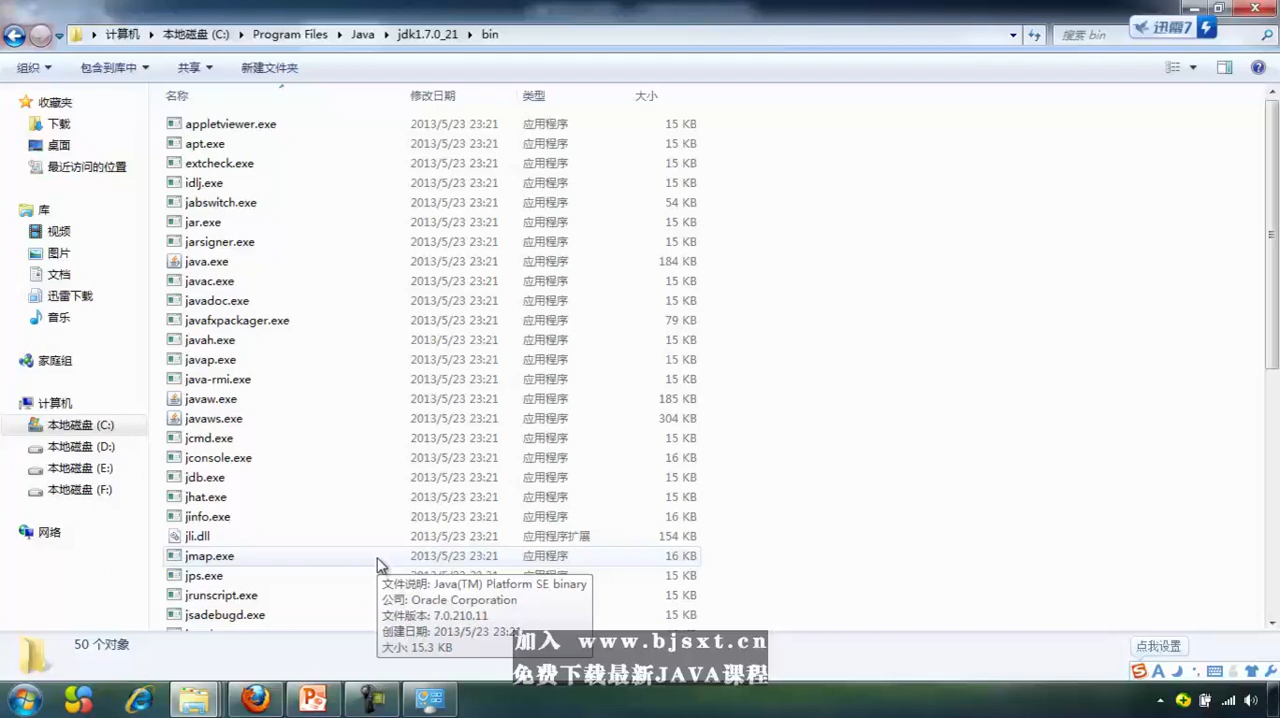 计算机 ▸ 本地磁盘 (C:) ▸ Program Files ▸ Java ▸ jdk1.7.0_21 ▸ bin
搜索 bin
迅雷7
组织 包含到库中 共享 新建文件夹
收藏夹
下载
桌面
最近访问的位置
库
视频
图片
文档
迅雷下载
音乐
家庭组
计算机
本地磁盘 (C:)
本地磁盘 (D:)
本地磁盘 (E:)
本地磁盘 (F:)
网络
名称 修改日期 类型 大小
appletviewer.exe 2013/5/23 23:21 应用程序 15 KB
apt.exe 2013/5/23 23:21 应用程序 15 KB
extcheck.exe 2013/5/23 23:21 应用程序 15 KB
idlj.exe 2013/5/23 23:21 应用程序 15 KB
jabswitch.exe 2013/5/23 23:21 应用程序 54 KB
jar.exe 2013/5/23 23:21 应用程序 15 KB
jarsigner.exe 2013/5/23 23:21 应用程序 15 KB
java.exe 2013/5/23 23:21 应用程序 184 KB
javac.exe 2013/5/23 23:21 应用程序 15 KB
javadoc.exe 2013/5/23 23:21 应用程序 15 KB
javafxpackager.exe 2013/5/23 23:21 应用程序 79 KB
javah.exe 2013/5/23 23:21 应用程序 15 KB
javap.exe 2013/5/23 23:21 应用程序 15 KB
java-rmi.exe 2013/5/23 23:21 应用程序 15 KB
javaw.exe 2013/5/23 23:21 应用程序 185 KB
javaws.exe 2013/5/23 23:21 应用程序 304 KB
jcmd.exe 2013/5/23 23:21 应用程序 15 KB
jconsole.exe 2013/5/23 23:21 应用程序 15 KB
jdb.exe 2013/5/23 23:21 应用程序 15 KB
jhat.exe 2013/5/23 23:21 应用程序 15 KB
jinfo.exe 2013/5/23 23:21 应用程序 16 KB
jli.dll 2013/5/23 23:21 应用程序扩展 154 KB
jmap.exe 2013/5/23 23:21 应用程序 16 KB
jps.exe 2013/5/23 23:21 应用程序 15 KB
jrunscript.exe 15 KB
jsadebugd.exe 15 KB
文件说明: Java(TM) Platform SE binary
公司: Oracle Corporation
文件版本: 7.0.210.11
创建日期: 2013/5/23 23:21
大小: 15.3 KB
50 个对象
加入 www.bjsxt.cn
免费下载最新JAVA课程
点我设置